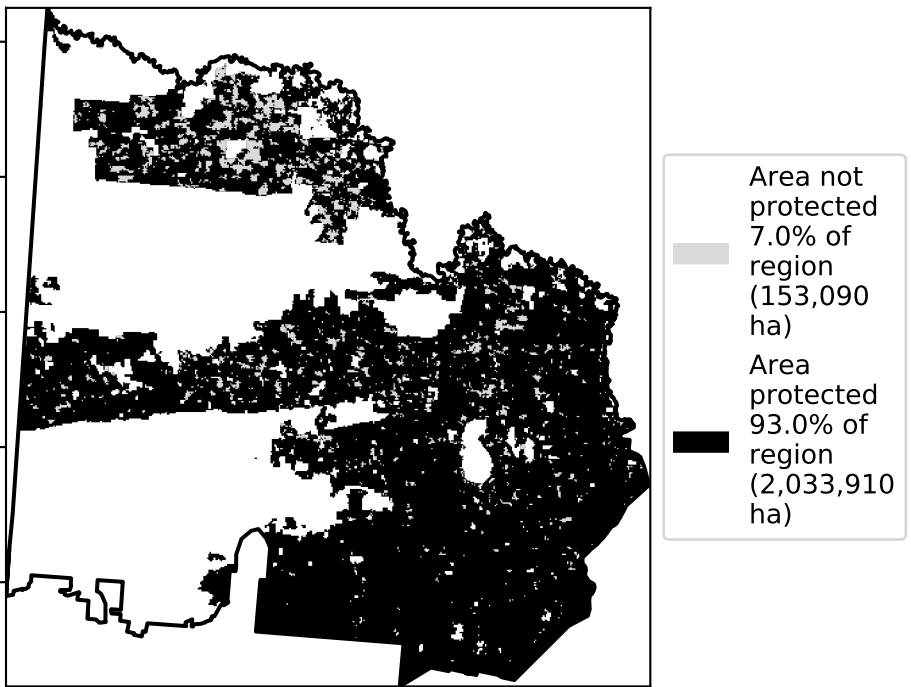 Area not
protected
7.0% of
region
(153,090
ha)
Area
protected
93.0% of
region
(2,033,910
ha)